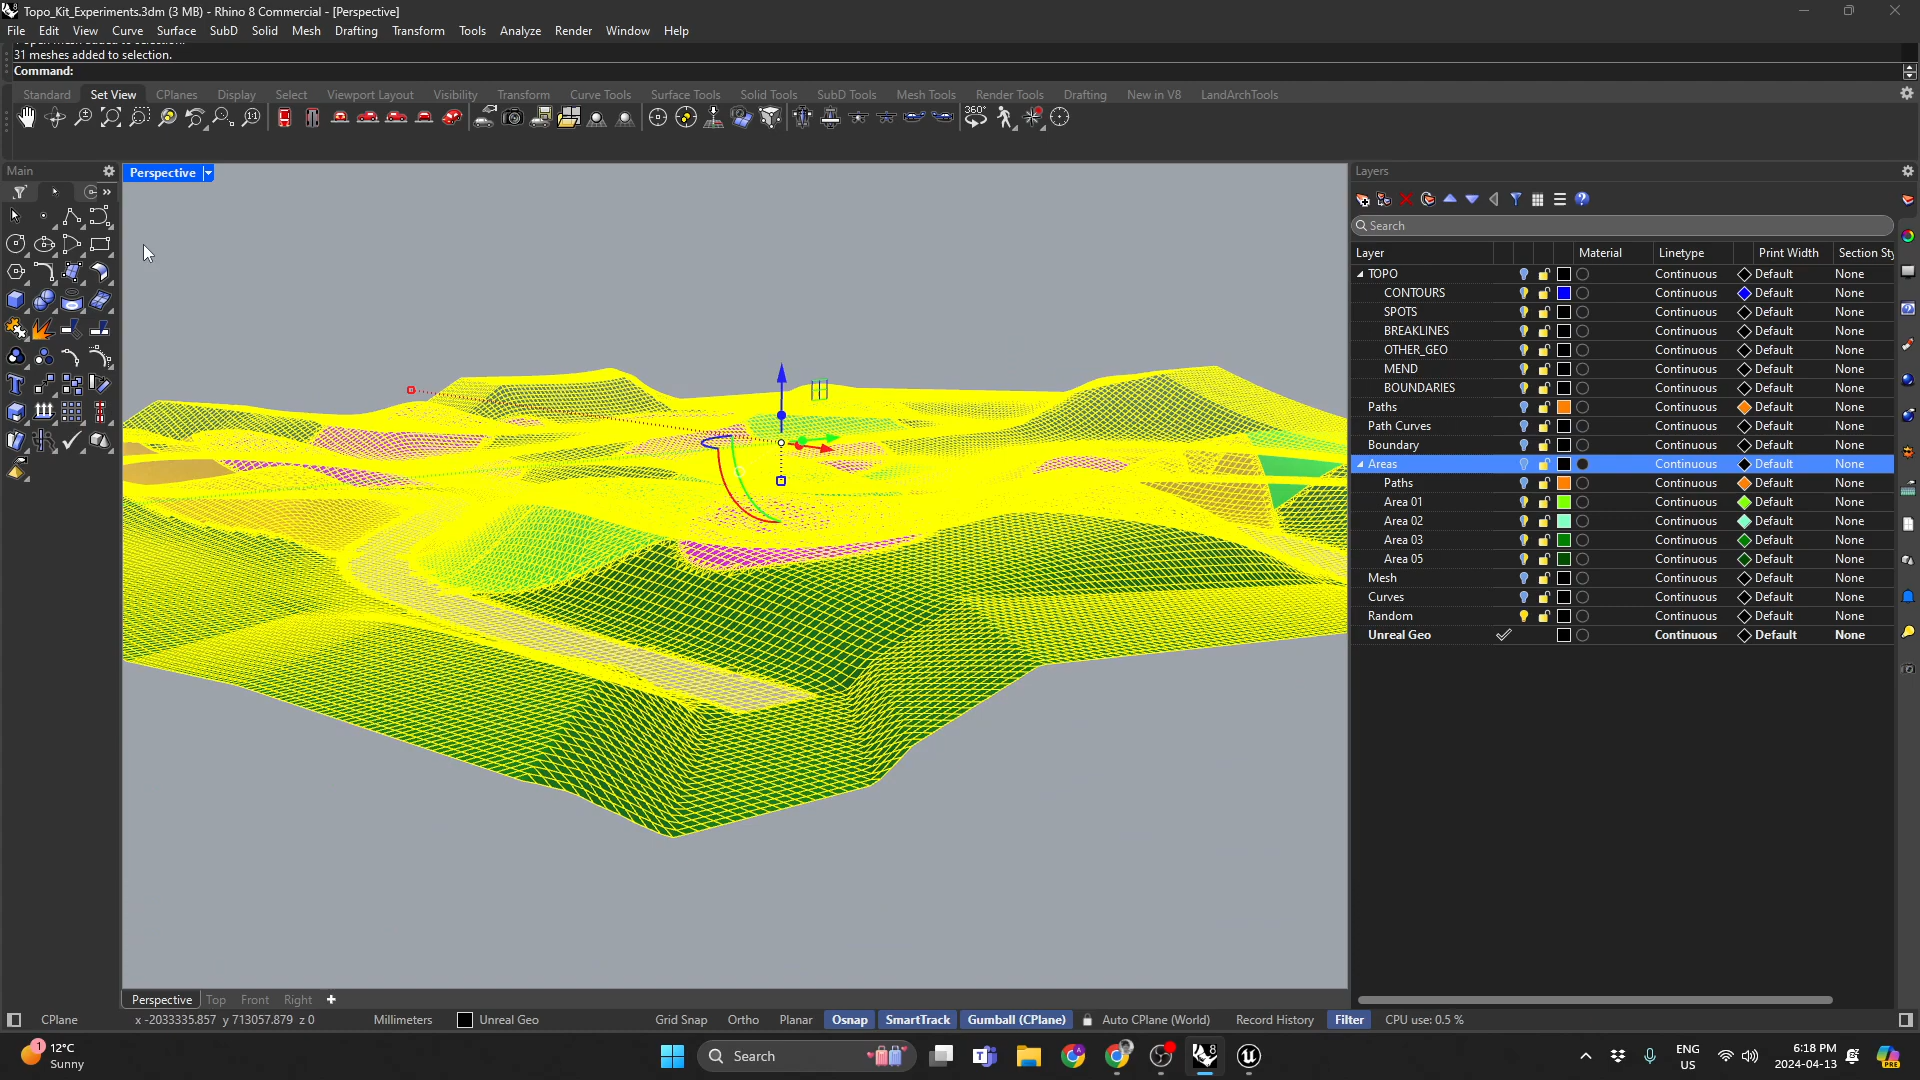 Topo_Kit_Experiments.3dm (3 MB) - Rhino 8 Commercial - [Perspective]
File Edit View Curve Surface SubD Solid Mesh Drafting Transform Tools Analyze Render Window Help
31 meshes added to selection.
Command:
Standard Set View CPlanes Display Select Viewport Layout Visibility Transform Curve Tools Surface Tools Solid Tools SubD Tools Mesh Tools Render Tools Drafting New in V8 LandArchTools
Main
Perspective
Layers
Search
Layer Material Linetype Print Width Section Sty
TOPO Continuous Default None
CONTOURS Continuous Default None
SPOTS Continuous Default None
BREAKLINES Continuous Default None
OTHER_GEO Continuous Default None
MEND Continuous Default None
BOUNDARIES Continuous Default None
Paths Continuous Default None
Path Curves Continuous Default None
Boundary Continuous Default None
Areas Continuous Default None
Paths Continuous Default None
Area 01 Continuous Default None
Area 02 Continuous Default None
Area 03 Continuous Default None
Area 05 Continuous Default None
Mesh Continuous Default None
Curves Continuous Default None
Random Continuous Default None
Unreal Geo Continuous Default None
Perspective Top Front Right
CPlane x -2033335.857 y 713057.879 z 0 Millimeters Unreal Geo Grid Snap Ortho Planar Osnap SmartTrack Gumball (CPlane) Auto CPlane (World) Record History Filter CPU use: 0.5 %
1
12°C
Sunny
Search
ENG
US
6:18 PM
2024-04-13